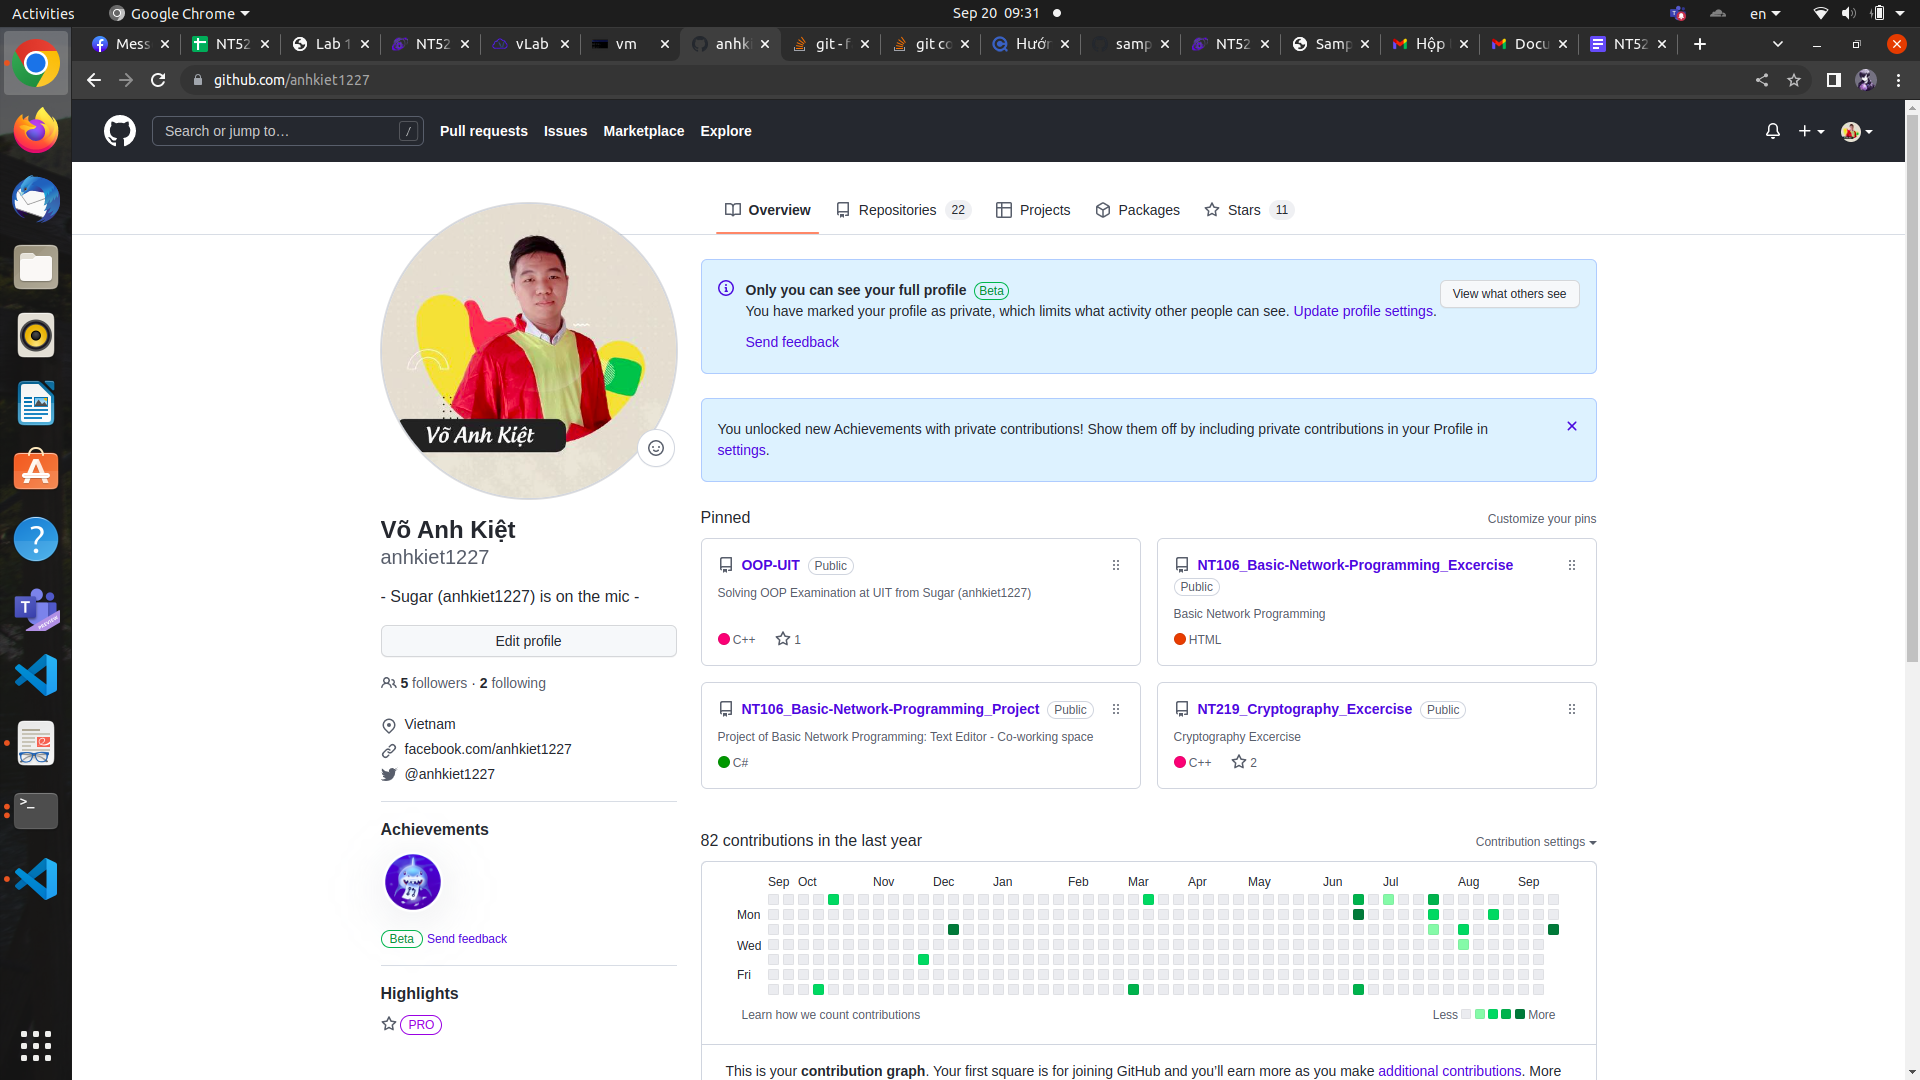 Activities
Google Chrome
Sep 20 09:31
en
Mess
NT52
Lab 1
NT52
vLab
vm
anhki
git - f
git co
Hướn
samp
NT52
Samp
Hộp
Docu
NT52
github.com/anhkiet1227
Search or jump to…
/
Pull requests
Issues
Marketplace
Explore
Overview
Repositories 22
Projects
Packages
Stars 11
Only you can see your full profile Beta
You have marked your profile as private, which limits what activity other people can see. Update profile settings.
Send feedback
View what others see
You unlocked new Achievements with private contributions! Show them off by including private contributions in your Profile in
settings.
Võ Anh Kiệt
Võ Anh Kiệt
anhkiet1227
- Sugar (anhkiet1227) is on the mic -
Edit profile
5 followers · 2 following
Vietnam
facebook.com/anhkiet1227
@anhkiet1227
Achievements
Beta Send feedback
Highlights
PRO
Pinned
Customize your pins
OOP-UIT Public
Solving OOP Examination at UIT from Sugar (anhkiet1227)
C++ 1
NT106_Basic-Network-Programming_Excercise
Public
Basic Network Programming
HTML
NT106_Basic-Network-Programming_Project Public
Project of Basic Network Programming: Text Editor - Co-working space
C#
NT219_Cryptography_Excercise Public
Cryptography Excercise
C++ 2
82 contributions in the last year
Contribution settings
Sep Oct Nov Dec Jan Feb Mar Apr May Jun Jul Aug Sep
Mon
Wed
Fri
Learn how we count contributions
Less More
This is your contribution graph. Your first square is for joining GitHub and you'll earn more as you make additional contributions. More